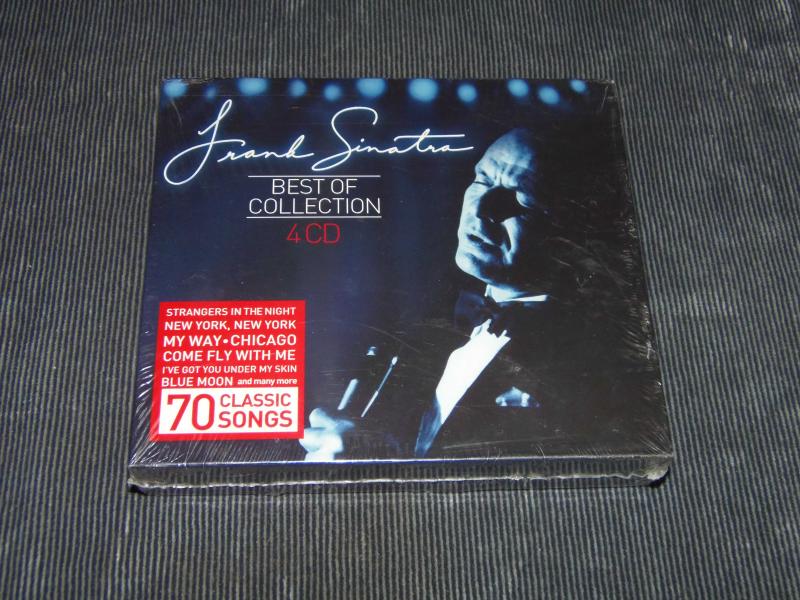 Frank Sinatra
BEST OF
COLLECTION
4 CD
STRANGERS IN THE NIGHT
NEW YORK, NEW YORK
MY WAY • CHICAGO
COME FLY WITH ME
I'VE GOT YOU UNDER MY SKIN
BLUE MOON and many more
70 CLASSIC
SONGS